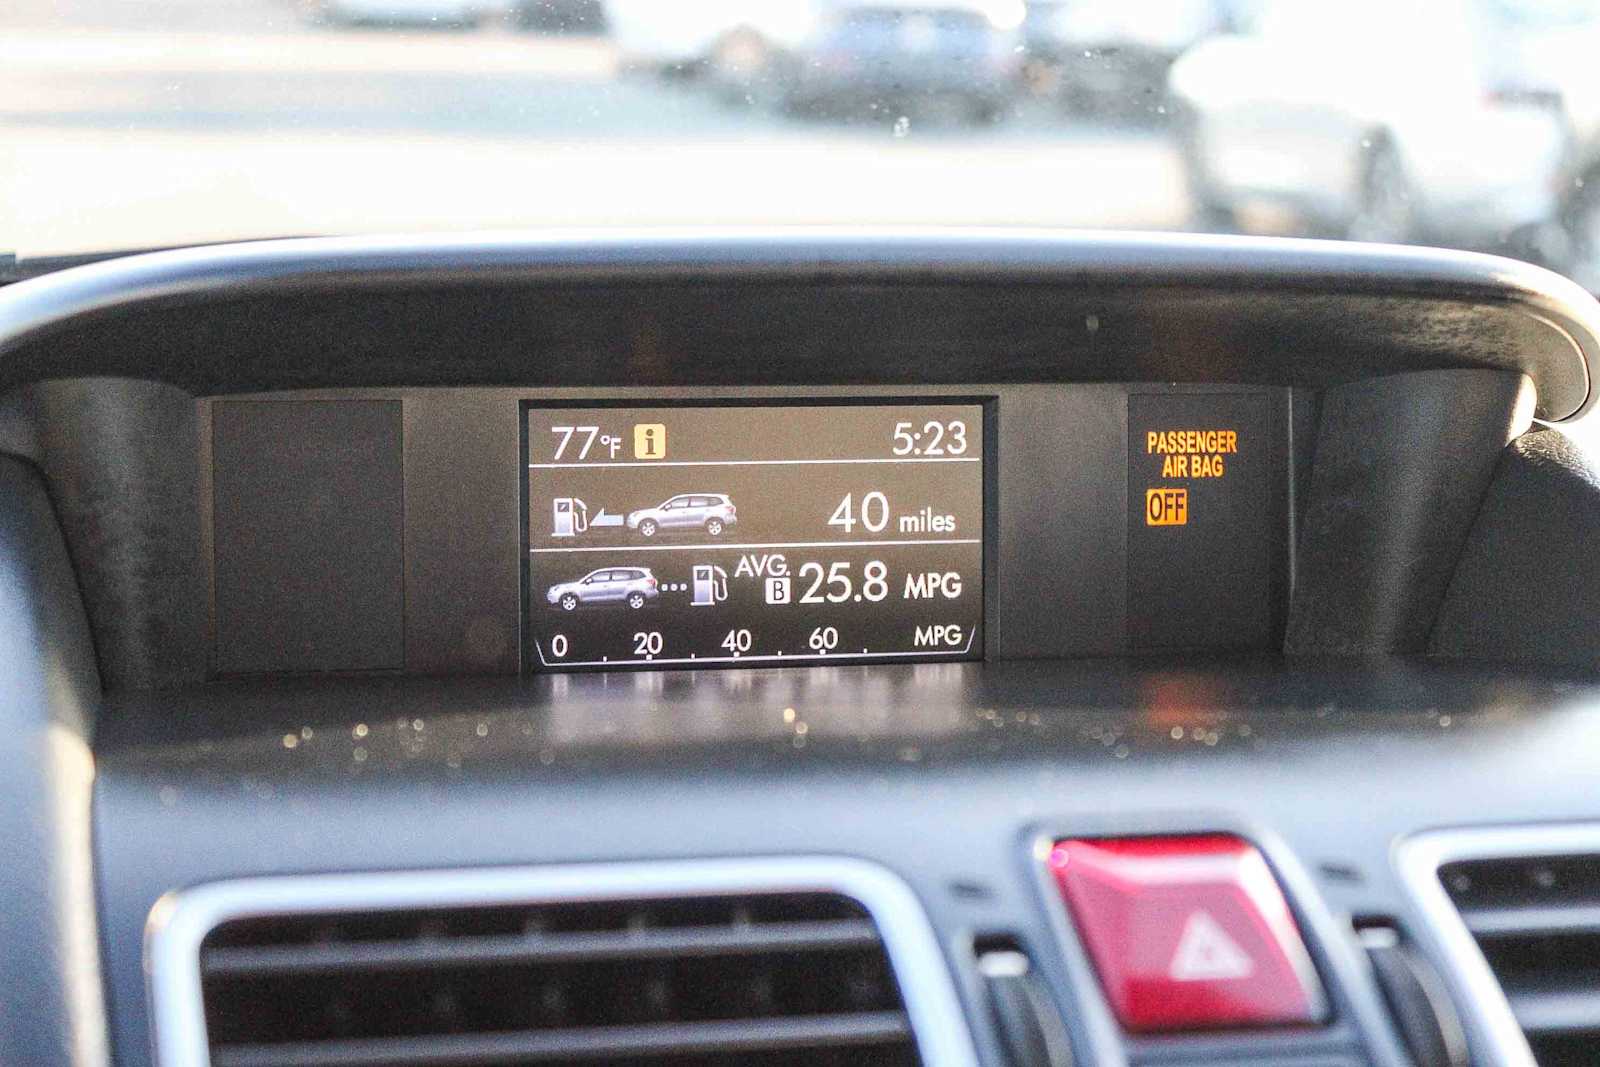 77°F i 5:23
40 miles
AVG. B 25.8 MPG
0 20 40 60 MPG
PASSENGER
AIR BAG
OFF